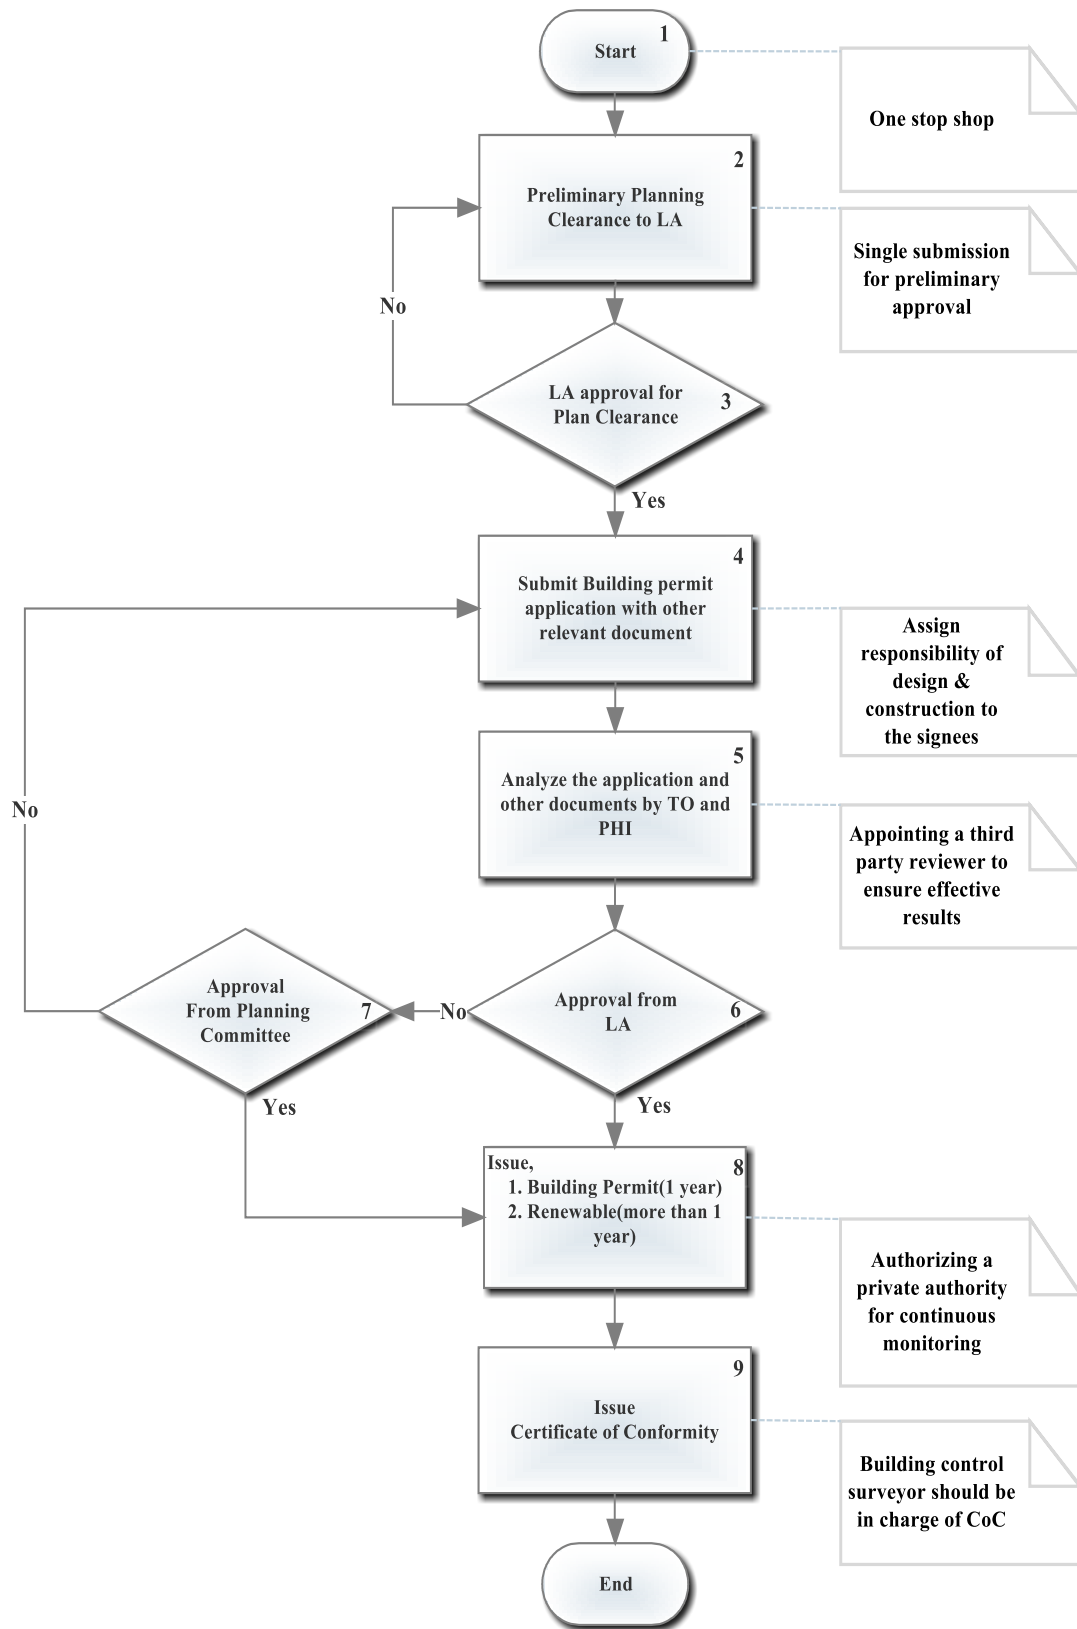 1
Start
One stop shop
2
Preliminary Planning
Clearance to LA
Single submission
for preliminary
approval
No
LA approval for
Plan Clearance
3
Yes
4
Submit Building permit
application with other
relevant document
Assign
responsibility of
design &
construction to
the signees
5
Analyze the application and
other documents by TO and
PHI
No
Appointing a third
party reviewer to
ensure effective
results
Approval
From Planning
Committee
7
No
Approval from
LA
6
Yes
Yes
Issue,
8
1. Building Permit(1 year)
2. Renewable(more than 1
year)
Authorizing a
private authority
for continuous
monitoring
9
Issue
Certificate of Conformity
Building control
surveyor should be
in charge of CoC
End